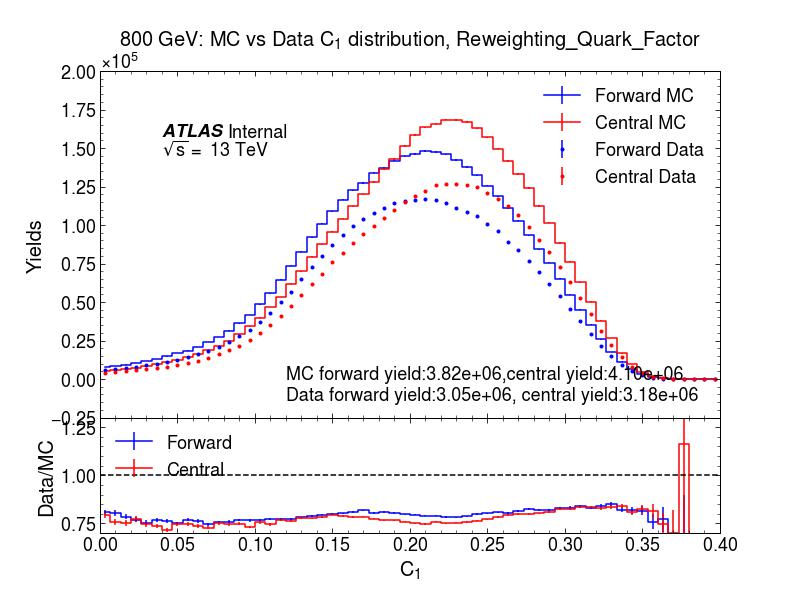 800 GeV: MC vs Data C1 distribution, Reweighting_Quark_Factor
×10^5
2.00
1.75
1.50
1.25
1.00
0.75
0.50
0.25
0.00
−0.25
Yields
ATLAS Internal
√s = 13 TeV
Forward MC
Central MC
Forward Data
Central Data
MC forward yield:3.82e+06,central yield:4.10e+06
Data forward yield:3.05e+06, central yield:3.18e+06
1.25
1.00
0.75
Data/MC
Forward
Central
0.00 0.05 0.10 0.15 0.20 0.25 0.30 0.35 0.40
C1